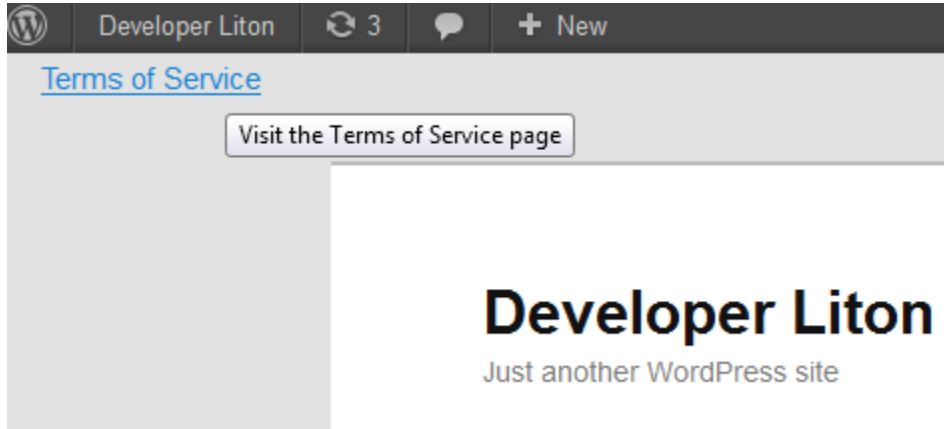 Developer Liton 3 New
Terms of Service
Visit the Terms of Service page
Developer Liton
Just another WordPress site